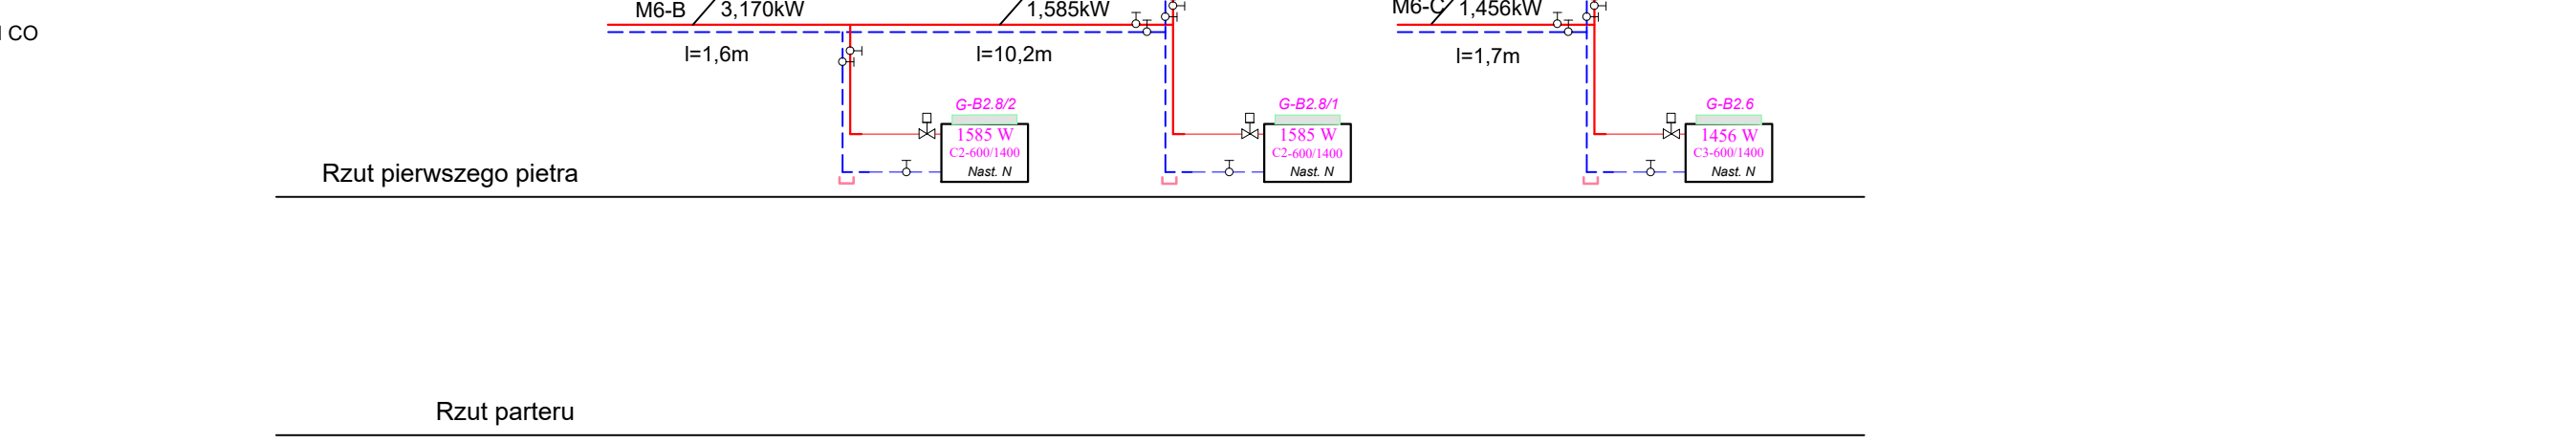 M6-B 3,170kW 1,585kW M6-C 1,456kW
CO
l=1,6m l=10,2m l=1,7m
G-B2.8/2 G-B2.8/1 G-B2.6
1585 W 1585 W 1456 W
C2-600/1400 C2-600/1400 C3-600/1400
Nast. N Nast. N Nast. N
Rzut pierwszego pietra
Rzut parteru